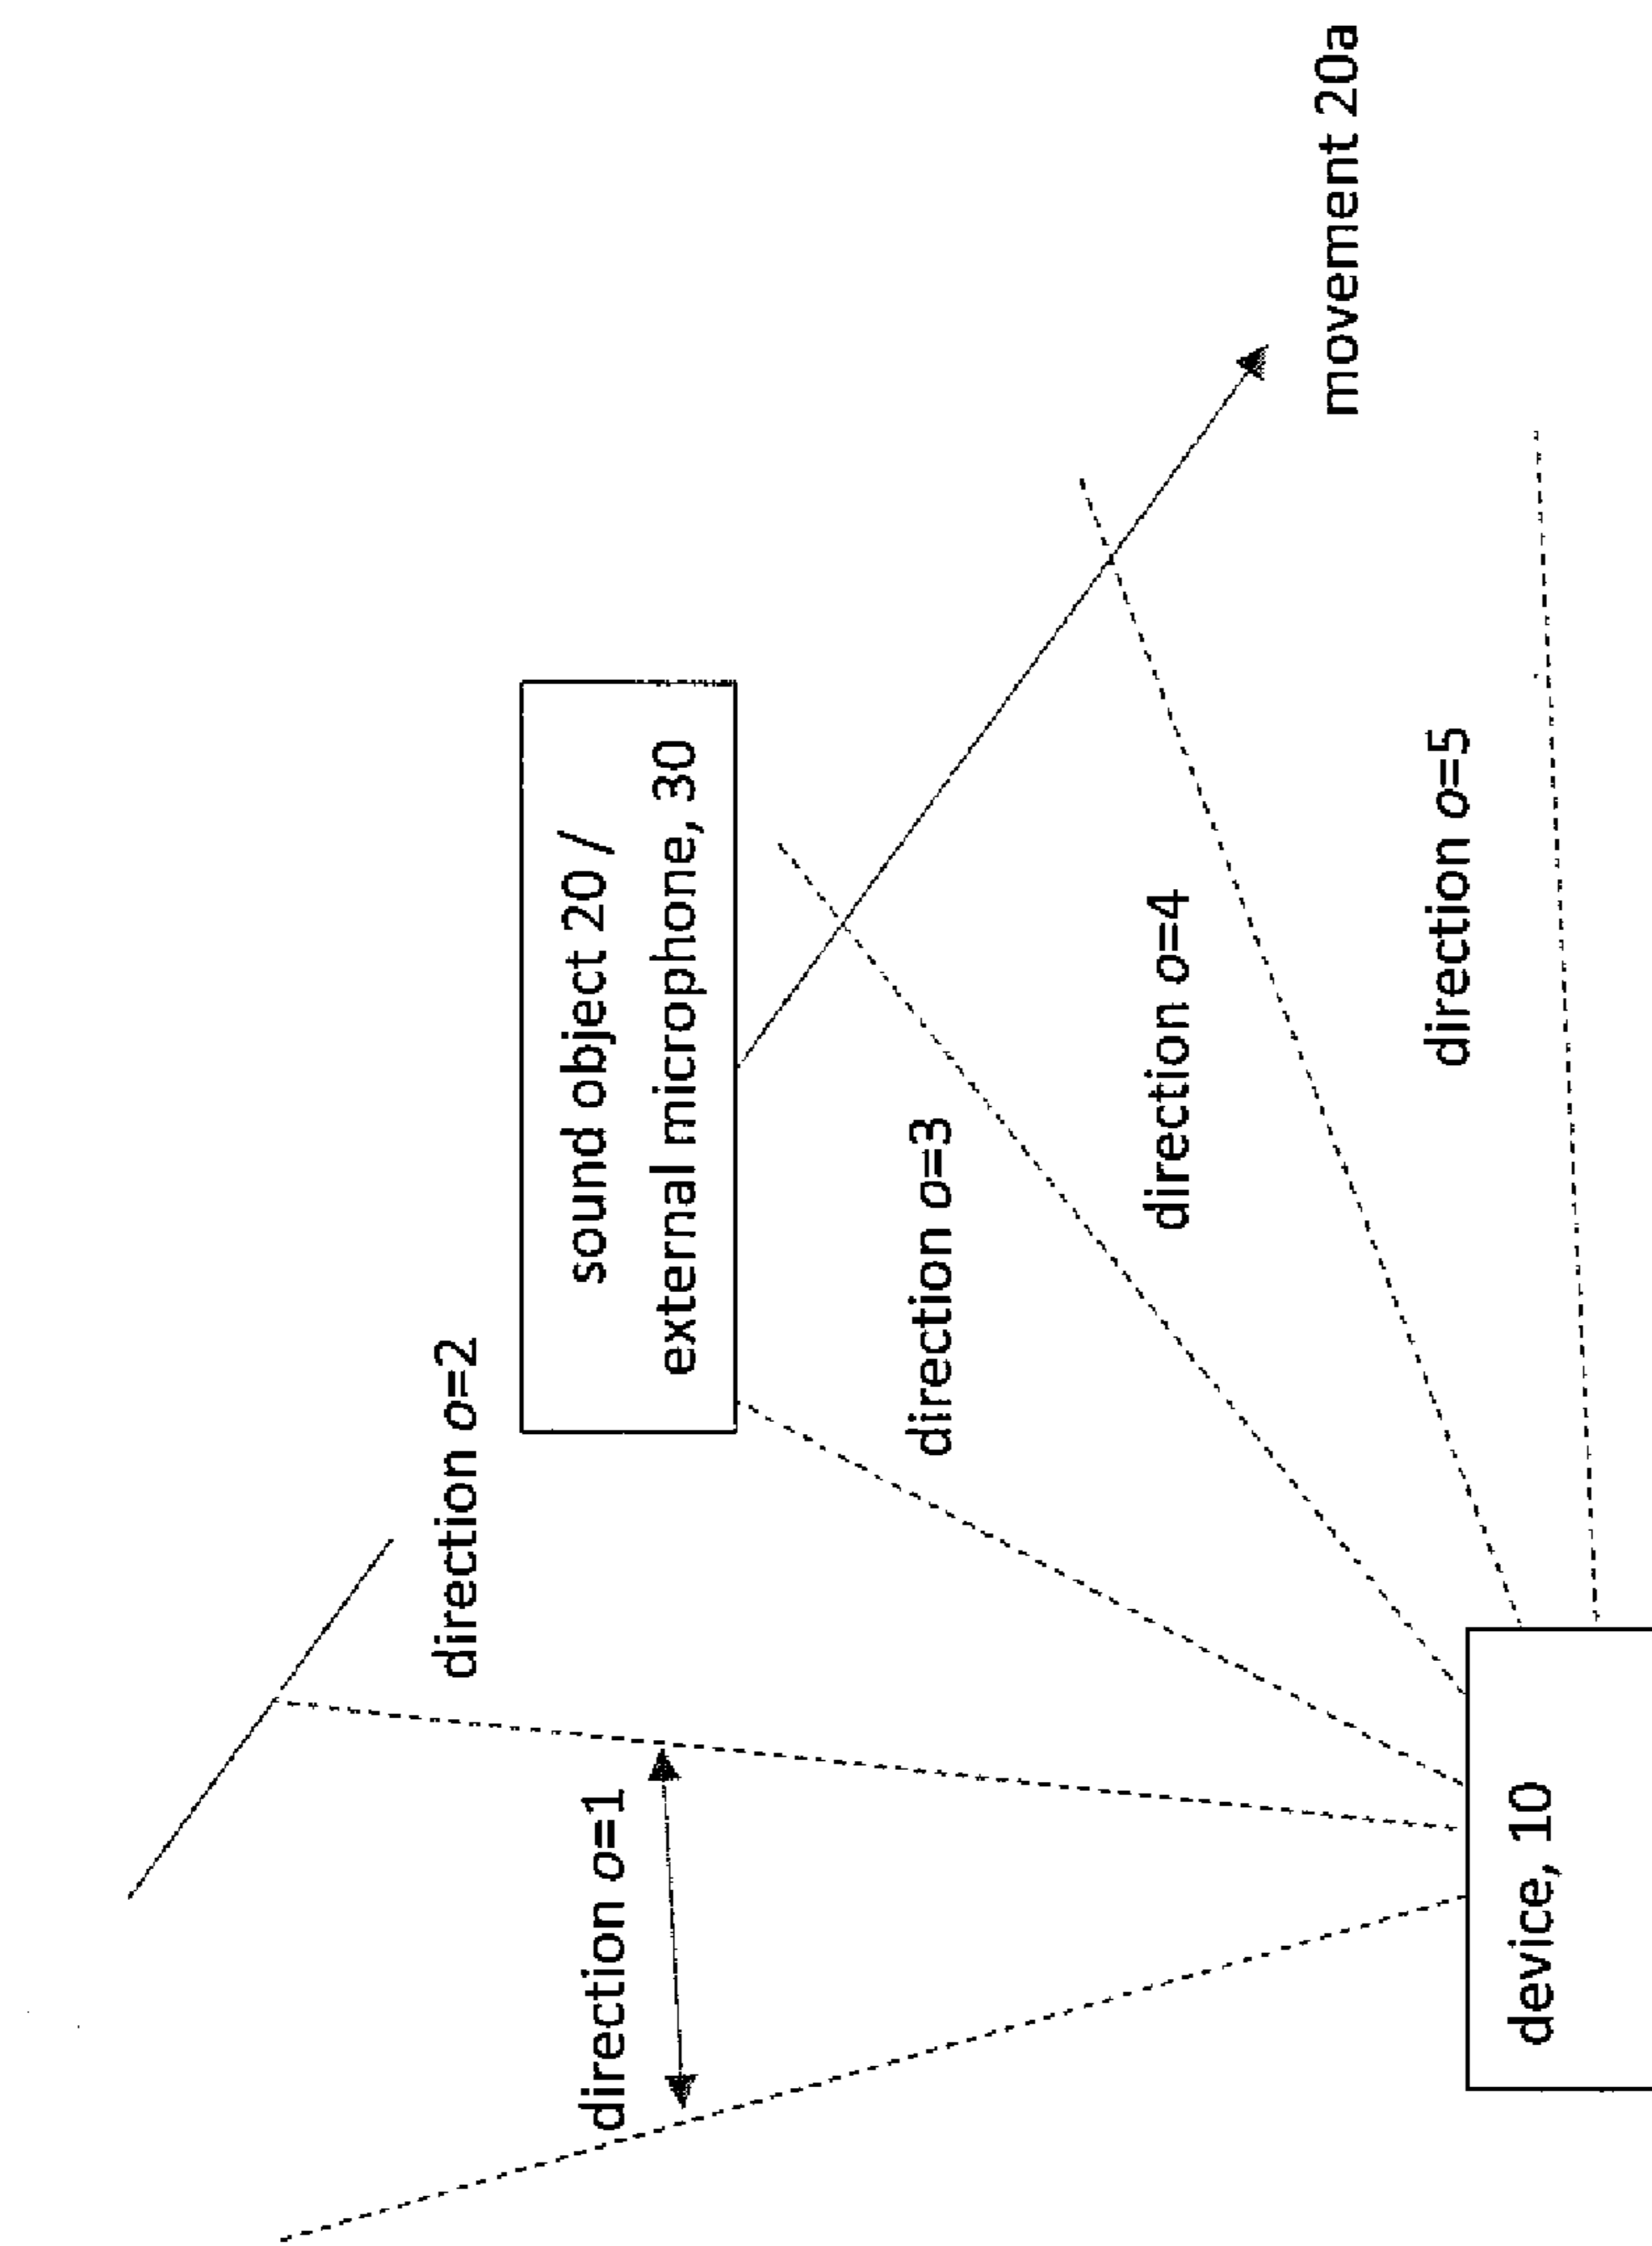 direction o=2
sound object 20 /
external microphone, 30
direction o=1
direction o=3
direction o=4
movement 20a
direction o=5
device, 10